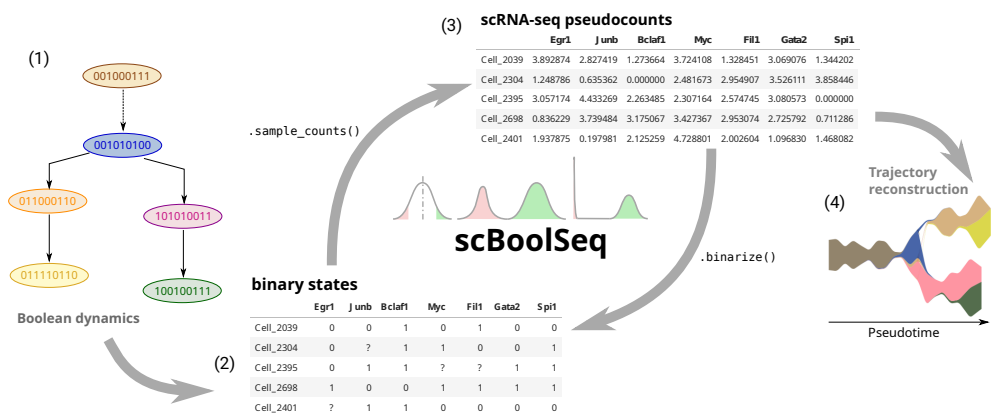 (1)
001000111
001010100
011000110
101010011
011110110
100100111
Boolean dynamics
(2)
binary states
Egr1 Junb Bclaf1 Myc Fil1 Gata2 Spi1
Cell_2039 0 0 1 0 1 0 0
Cell_2304 0 ? 1 1 0 0 1
Cell_2395 0 1 1 ? ? 1 1
Cell_2698 1 0 0 1 1 1 1
Cell_2401 ? 1 1 0 0 0 0
.sample_counts()
(3)
scRNA-seq pseudocounts
Egr1 Junb Bclaf1 Myc Fil1 Gata2 Spi1
Cell_2039 3.892874 2.827419 1.273664 3.724108 1.328451 3.069076 1.344202
Cell_2304 1.248786 0.635362 0.000000 2.481673 2.954907 3.526111 3.858446
Cell_2395 3.057174 4.433269 2.263485 2.307164 2.574745 3.080573 0.000000
Cell_2698 0.836229 3.739484 3.175067 3.427367 2.953074 2.725792 0.711286
Cell_2401 1.937875 0.197981 2.125259 4.728801 2.002604 1.096830 1.468082
scBoolSeq
.binarize()
Trajectory
reconstruction
(4)
Pseudotime